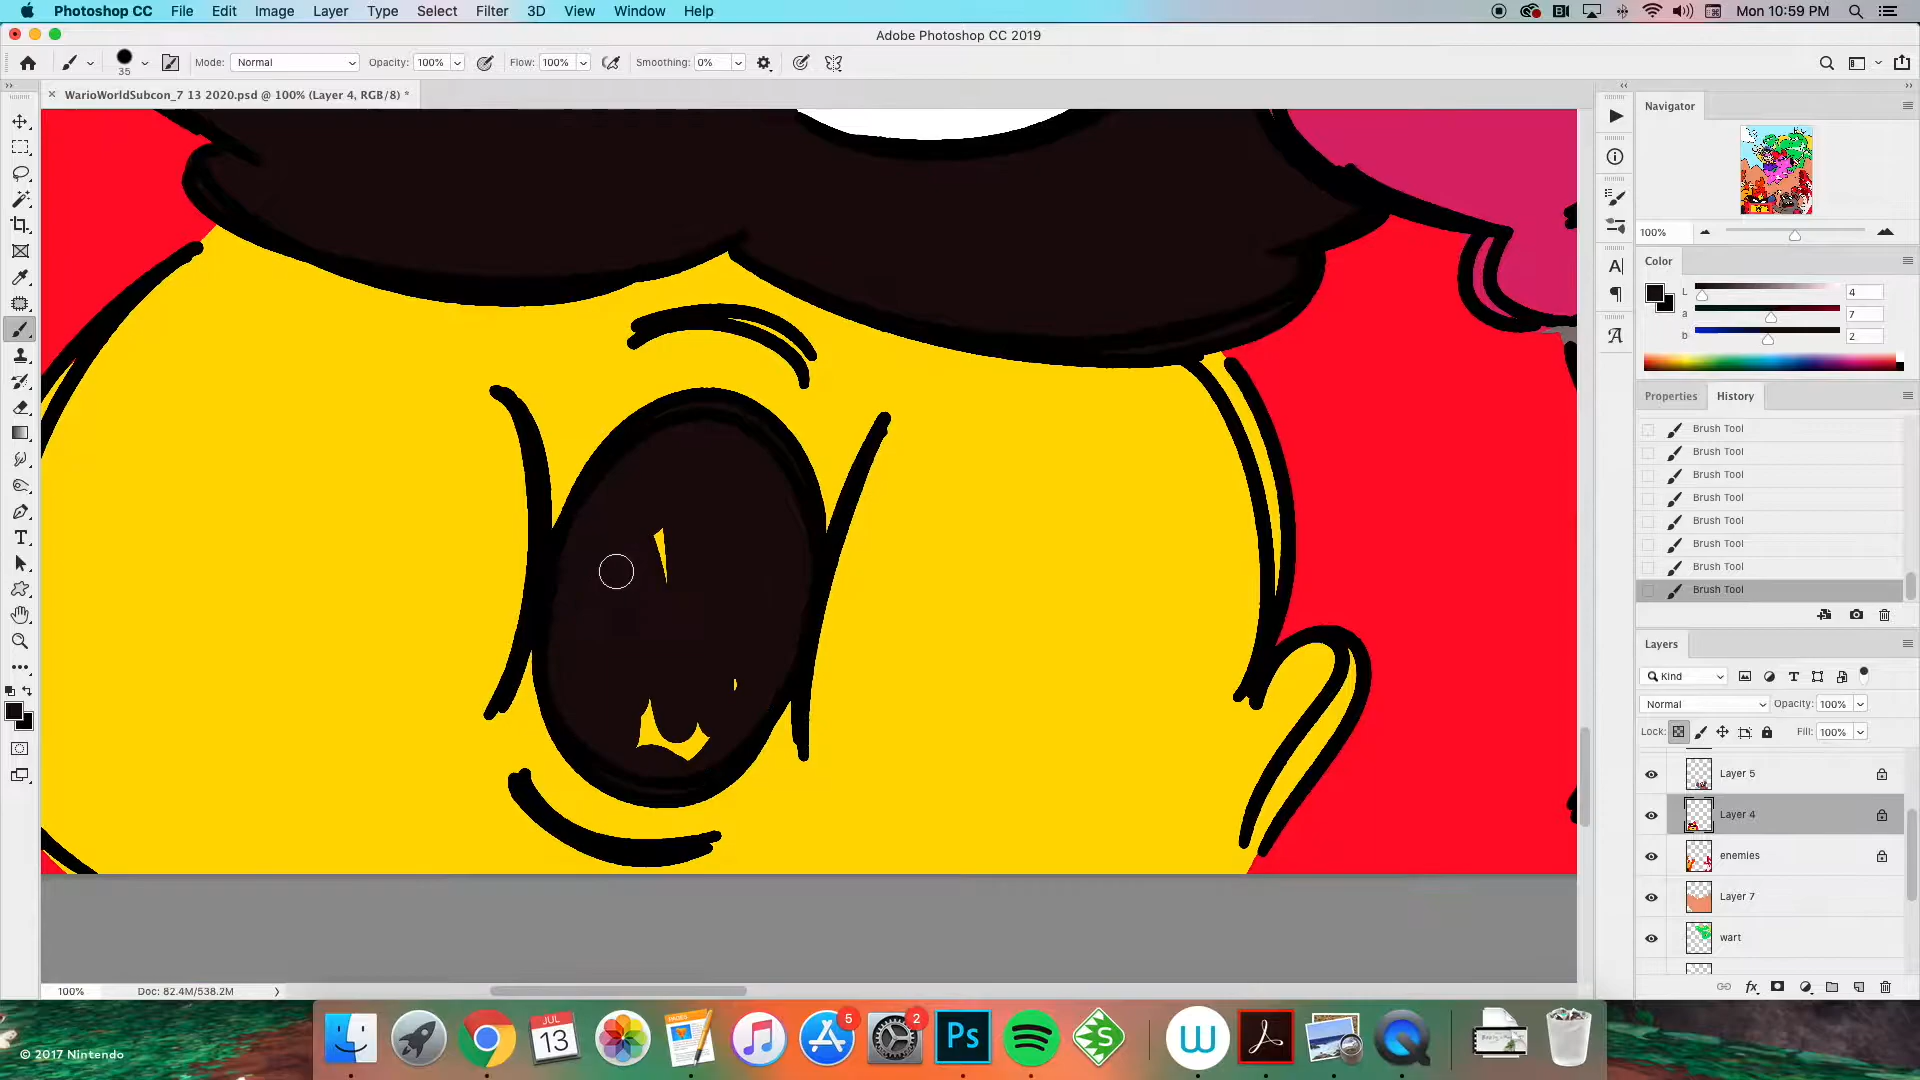 Photoshop CC File Edit Image Layer Type Select Filter 3D View Window Help Mon 10:59 PM
Adobe Photoshop CC 2019
35 Mode: Normal Opacity: 100% Flow: 100% Smoothing: 0%
× WarioWorldSubcon_7 13 2020.psd @ 100% (Layer 4, RGB/8) *
Navigator
100%
Color
L 4
a 7
b 2
Properties History
Brush Tool
Brush Tool
Brush Tool
Brush Tool
Brush Tool
Brush Tool
Brush Tool
Brush Tool
Layers
Kind
Normal Opacity: 100%
Lock: Fill: 100%
Layer 5
Layer 4
enemies
Layer 7
wart
fx
100% Doc: 82.4M/538.2M
JUL
13
PAGES
5
2
Ps
© 2017 Nintendo